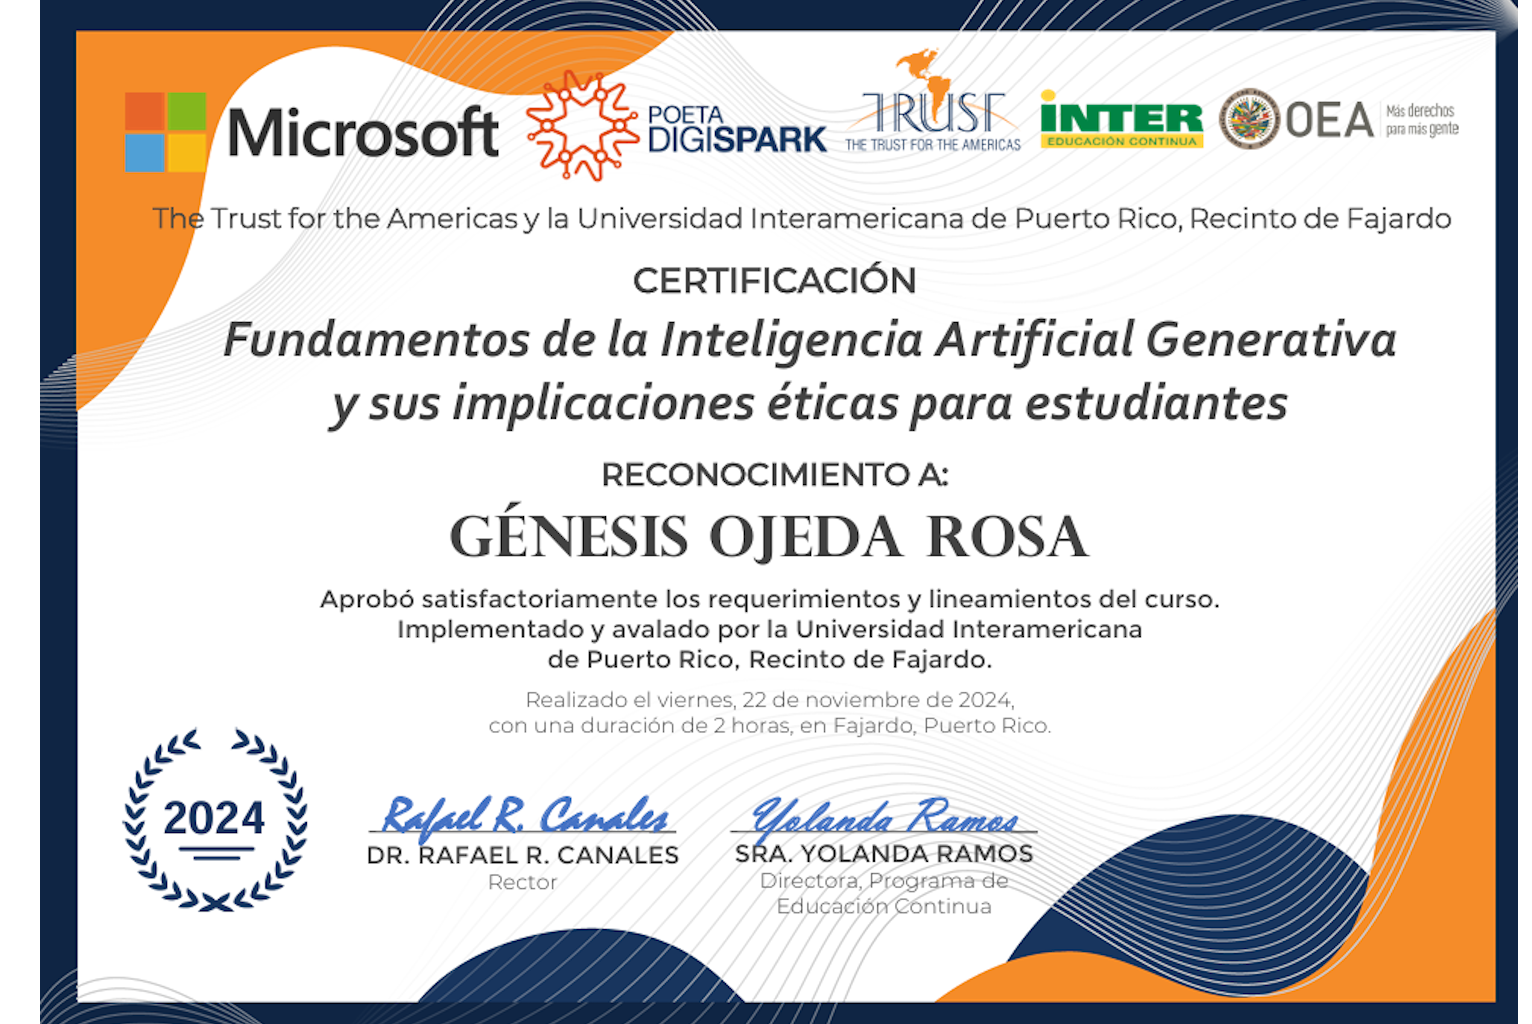 Microsoft
POETA
DIGISPARK
TRUST
THE TRUST FOR THE AMERICAS
INTER
EDUCACIÓN CONTINUA
OEA
Más derechos
para más gente
The Trust for the Americas y la Universidad Interamericana de Puerto Rico, Recinto de Fajardo
CERTIFICACIÓN
Fundamentos de la Inteligencia Artificial Generativa
y sus implicaciones éticas para estudiantes
RECONOCIMIENTO A:
GÉNESIS OJEDA ROSA
Aprobó satisfactoriamente los requerimientos y lineamientos del curso.
Implementado y avalado por la Universidad Interamericana
de Puerto Rico, Recinto de Fajardo.
Realizado el viernes, 22 de noviembre de 2024,
con una duración de 2 horas, en Fajardo, Puerto Rico.
2024
Rafael R. Canales
DR. RAFAEL R. CANALES
Rector
Yolanda Ramos
SRA. YOLANDA RAMOS
Directora, Programa de
Educación Continua